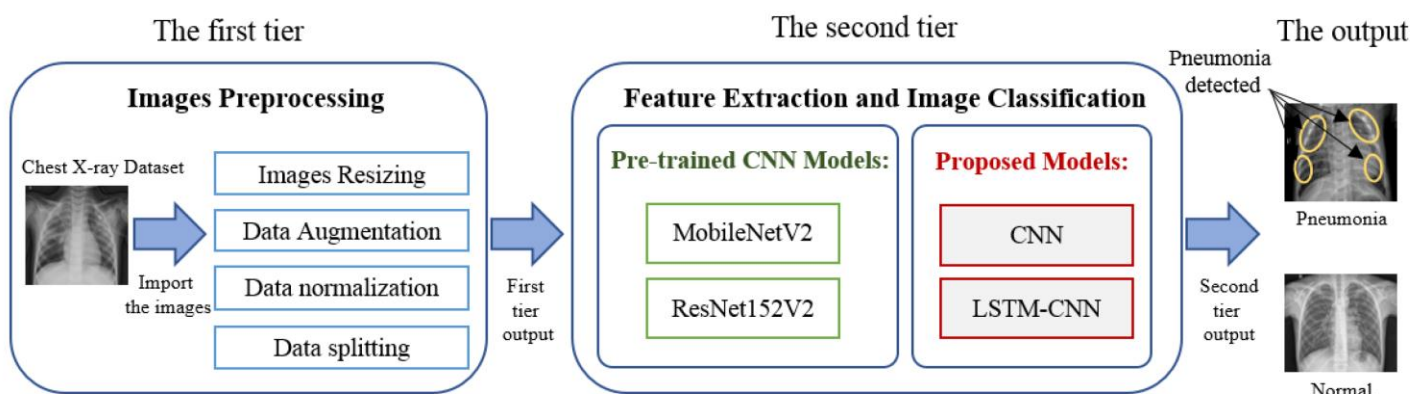 The first tier
Images Preprocessing
Chest X-ray Dataset
Import
the images
Images Resizing
Data Augmentation
Data normalization
Data splitting
First
tier
output
The second tier
Feature Extraction and Image Classification
Pre-trained CNN Models:
MobileNetV2
ResNet152V2
Proposed Models:
CNN
LSTM-CNN
Second
tier
output
The output
Pneumonia
detected
Pneumonia
Normal